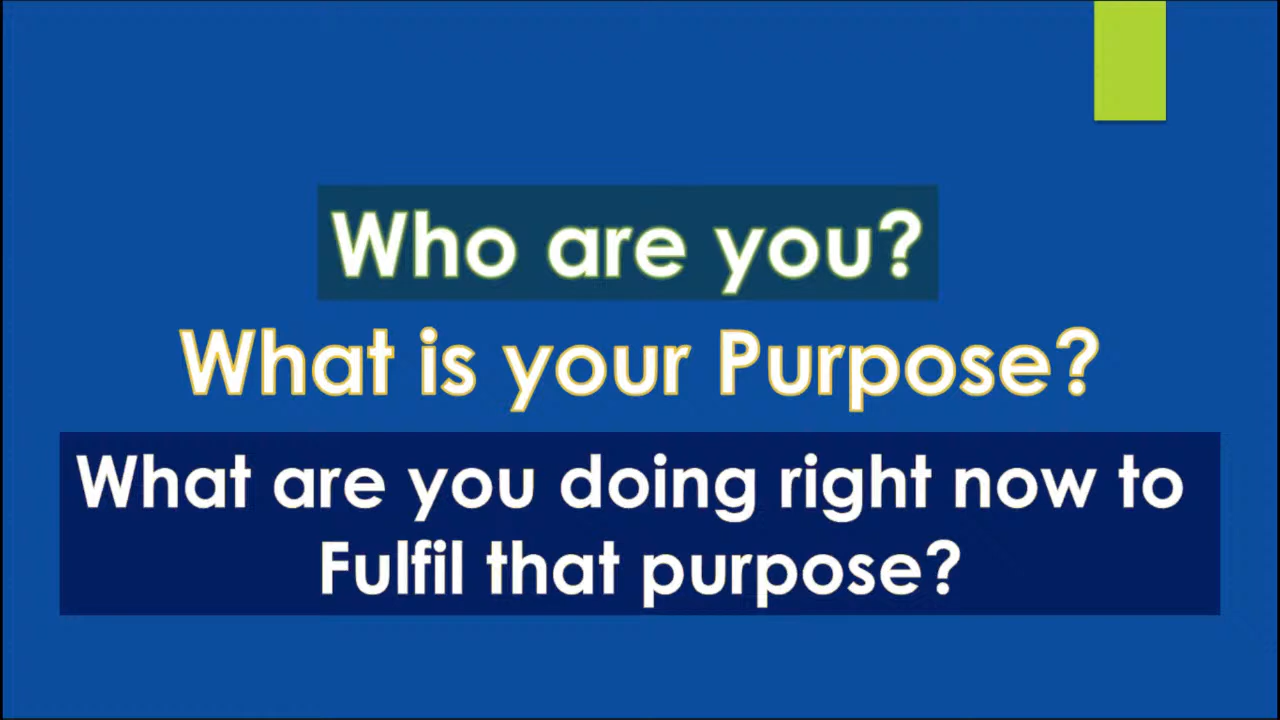 Who are you?
What is your Purpose?
What are you doing right now to
Fulfil that purpose?